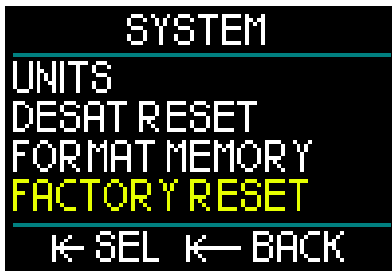 SYSTEM
UNITS
DESAT RESET
FORMAT MEMORY
FACTORY RESET
SEL BACK